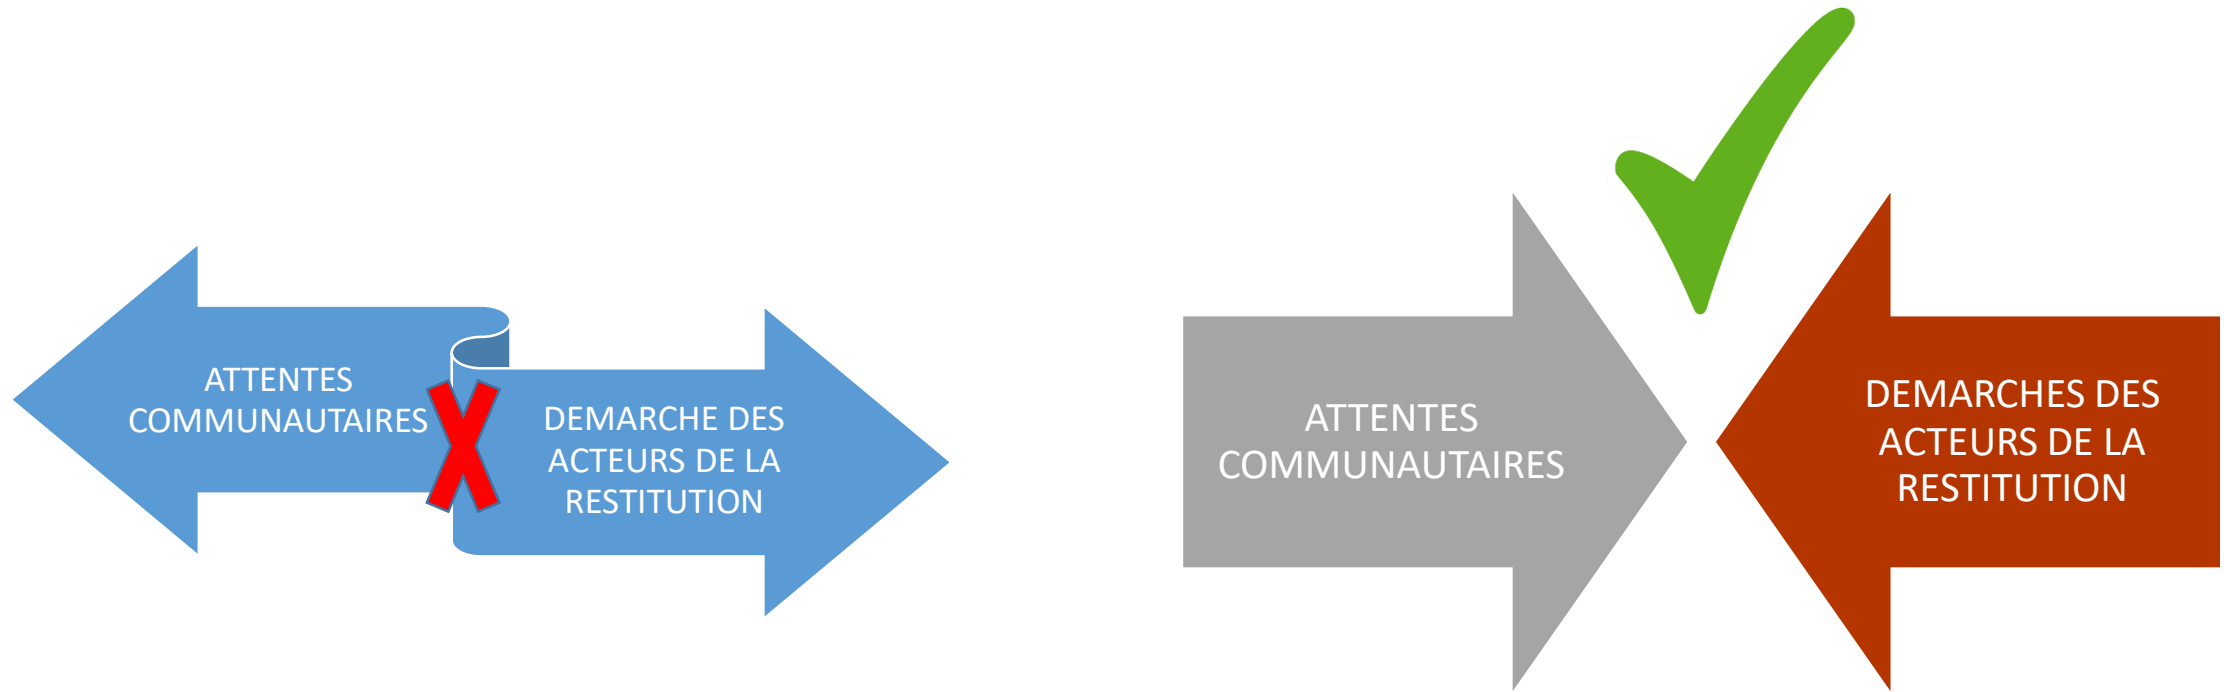 ATTENTES
COMMUNAUTAIRES
DEMARCHE DES
ACTEURS DE LA
RESTITUTION
ATTENTES
COMMUNAUTAIRES
DEMARCHES DES
ACTEURS DE LA
RESTITUTION